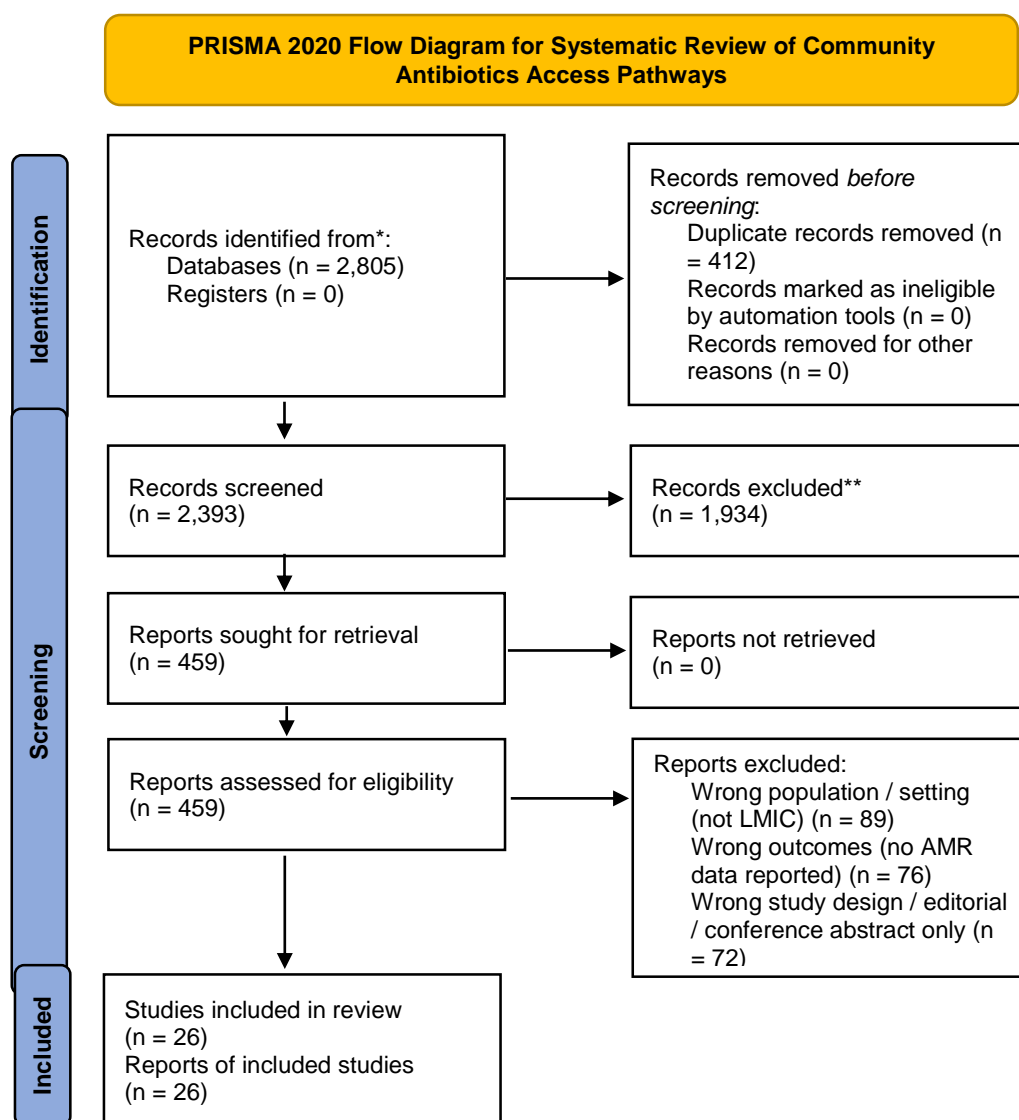 PRISMA 2020 Flow Diagram for Systematic Review of Community
Antibiotics Access Pathways
Identification
Records identified from*:
Databases (n = 2,805)
Registers (n = 0)
Records removed before
screening:
Duplicate records removed (n
= 412)
Records marked as ineligible
by automation tools (n = 0)
Records removed for other
reasons (n = 0)
Screening
Records screened
(n = 2,393)
Records excluded**
(n = 1,934)
Reports sought for retrieval
(n = 459)
Reports not retrieved
(n = 0)
Reports assessed for eligibility
(n = 459)
Reports excluded:
Wrong population / setting
(not LMIC) (n = 89)
Wrong outcomes (no AMR
data reported) (n = 76)
Wrong study design / editorial
/ conference abstract only (n
= 72)
Included
Studies included in review
(n = 26)
Reports of included studies
(n = 26)